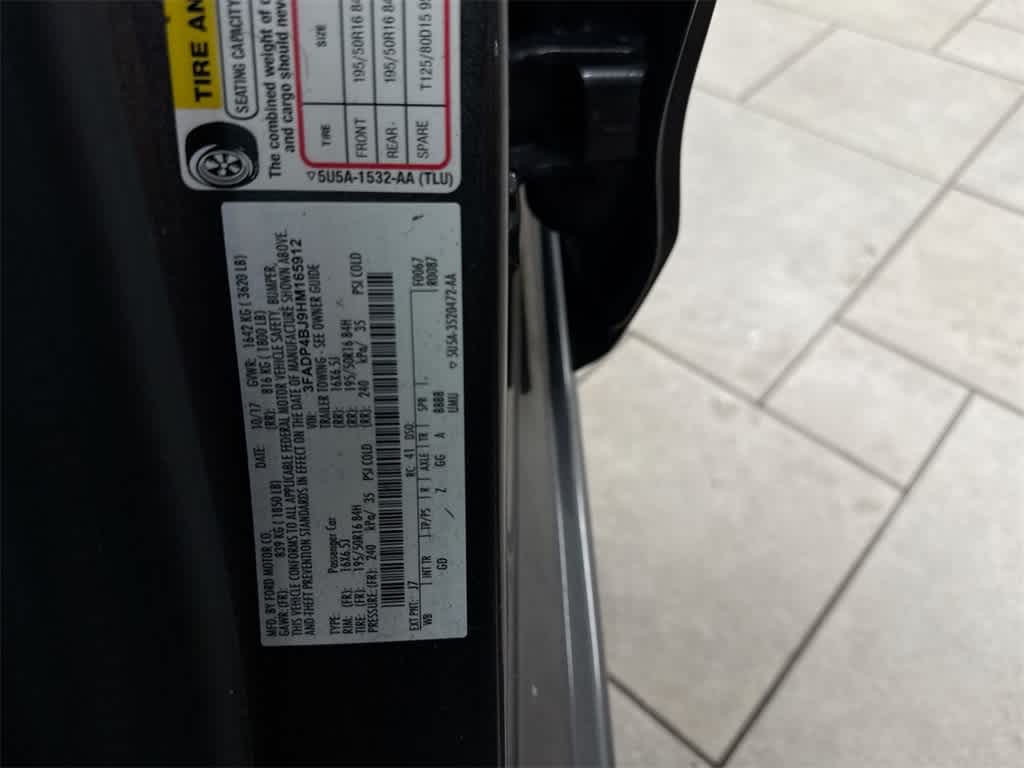 TIRE AN
SEATING CAPACITY
The combined weight of
and cargo should neve
TIRE SIZE
FRONT 195/50R16 84
REAR 195/50R16 84
SPARE T125/80D15 9
5U5A-1532-AA (TLU)
MFD. BY FORD MOTOR CO.
DATE: 10/17 GVWR: 1642 KG ( 3620 LB)
GAWR: (FR): 839 KG ( 1850 LB) (RR): 816 KG ( 1800 LB)
THIS VEHICLE CONFORMS TO ALL APPLICABLE FEDERAL MOTOR VEHICLE SAFETY, BUMPER,
AND THEFT PREVENTION STANDARDS IN EFFECT ON THE DATE OF MANUFACTURE SHOWN ABOVE.
VIN: 3FADP4BJ9HM165912
TYPE: Passenger Car TRAILER TOWING - SEE OWNER GUIDE
RIM: (FR): 16X6.5J (RR): 16X6.5J
TIRE: (FR): 195/50R16 84H (RR): 195/50R16 84H
PRESSURE:(FR): 240 kPa/ 35 PSI COLD (RR): 240 kPa/ 35 PSI COLD
EXT PNT: J7 RC: 41 DSO: F0067
WB INT TR TP/PS R AXLE TR SPR R0087
GD Z GG A BBBB
UMU 5U5A-3520472-AA